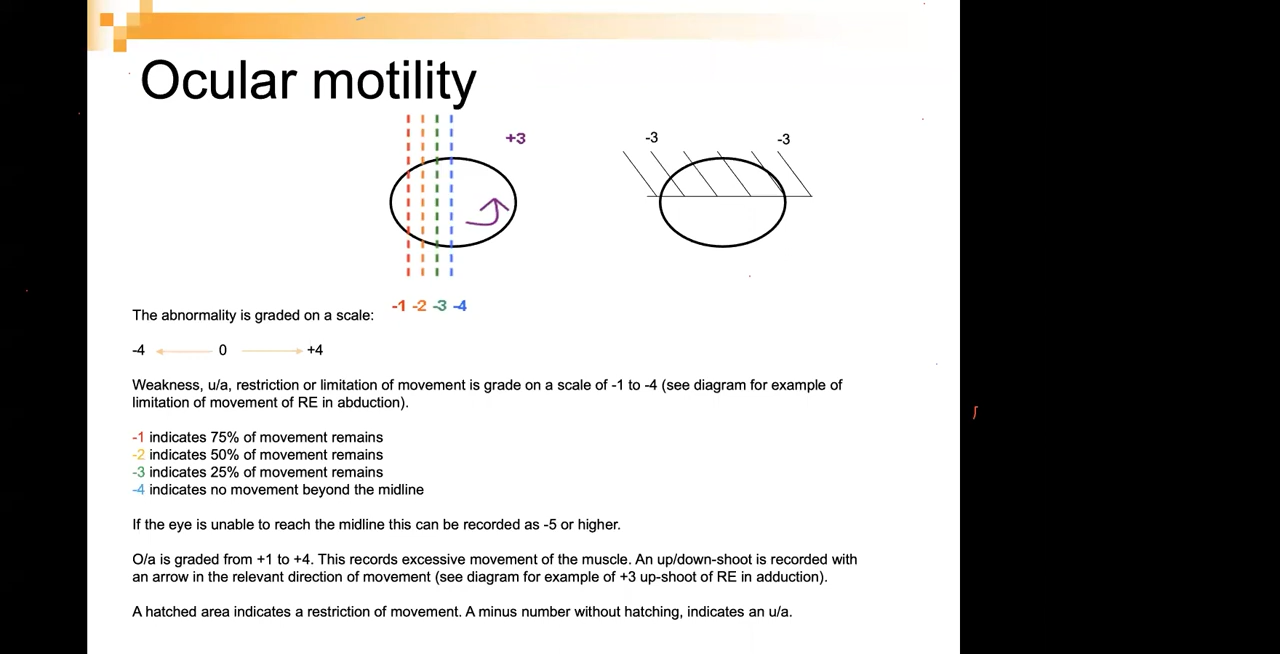 Ocular motility
+3
-3
-3
-1 -2 -3 -4
The abnormality is graded on a scale:
-4 0 +4
Weakness, u/a, restriction or limitation of movement is grade on a scale of -1 to -4 (see diagram for example of
limitation of movement of RE in abduction).
-1 indicates 75% of movement remains
-2 indicates 50% of movement remains
-3 indicates 25% of movement remains
-4 indicates no movement beyond the midline
If the eye is unable to reach the midline this can be recorded as -5 or higher.
O/a is graded from +1 to +4. This records excessive movement of the muscle. An up/down-shoot is recorded with
an arrow in the relevant direction of movement (see diagram for example of +3 up-shoot of RE in adduction).
A hatched area indicates a restriction of movement. A minus number without hatching, indicates an u/a.